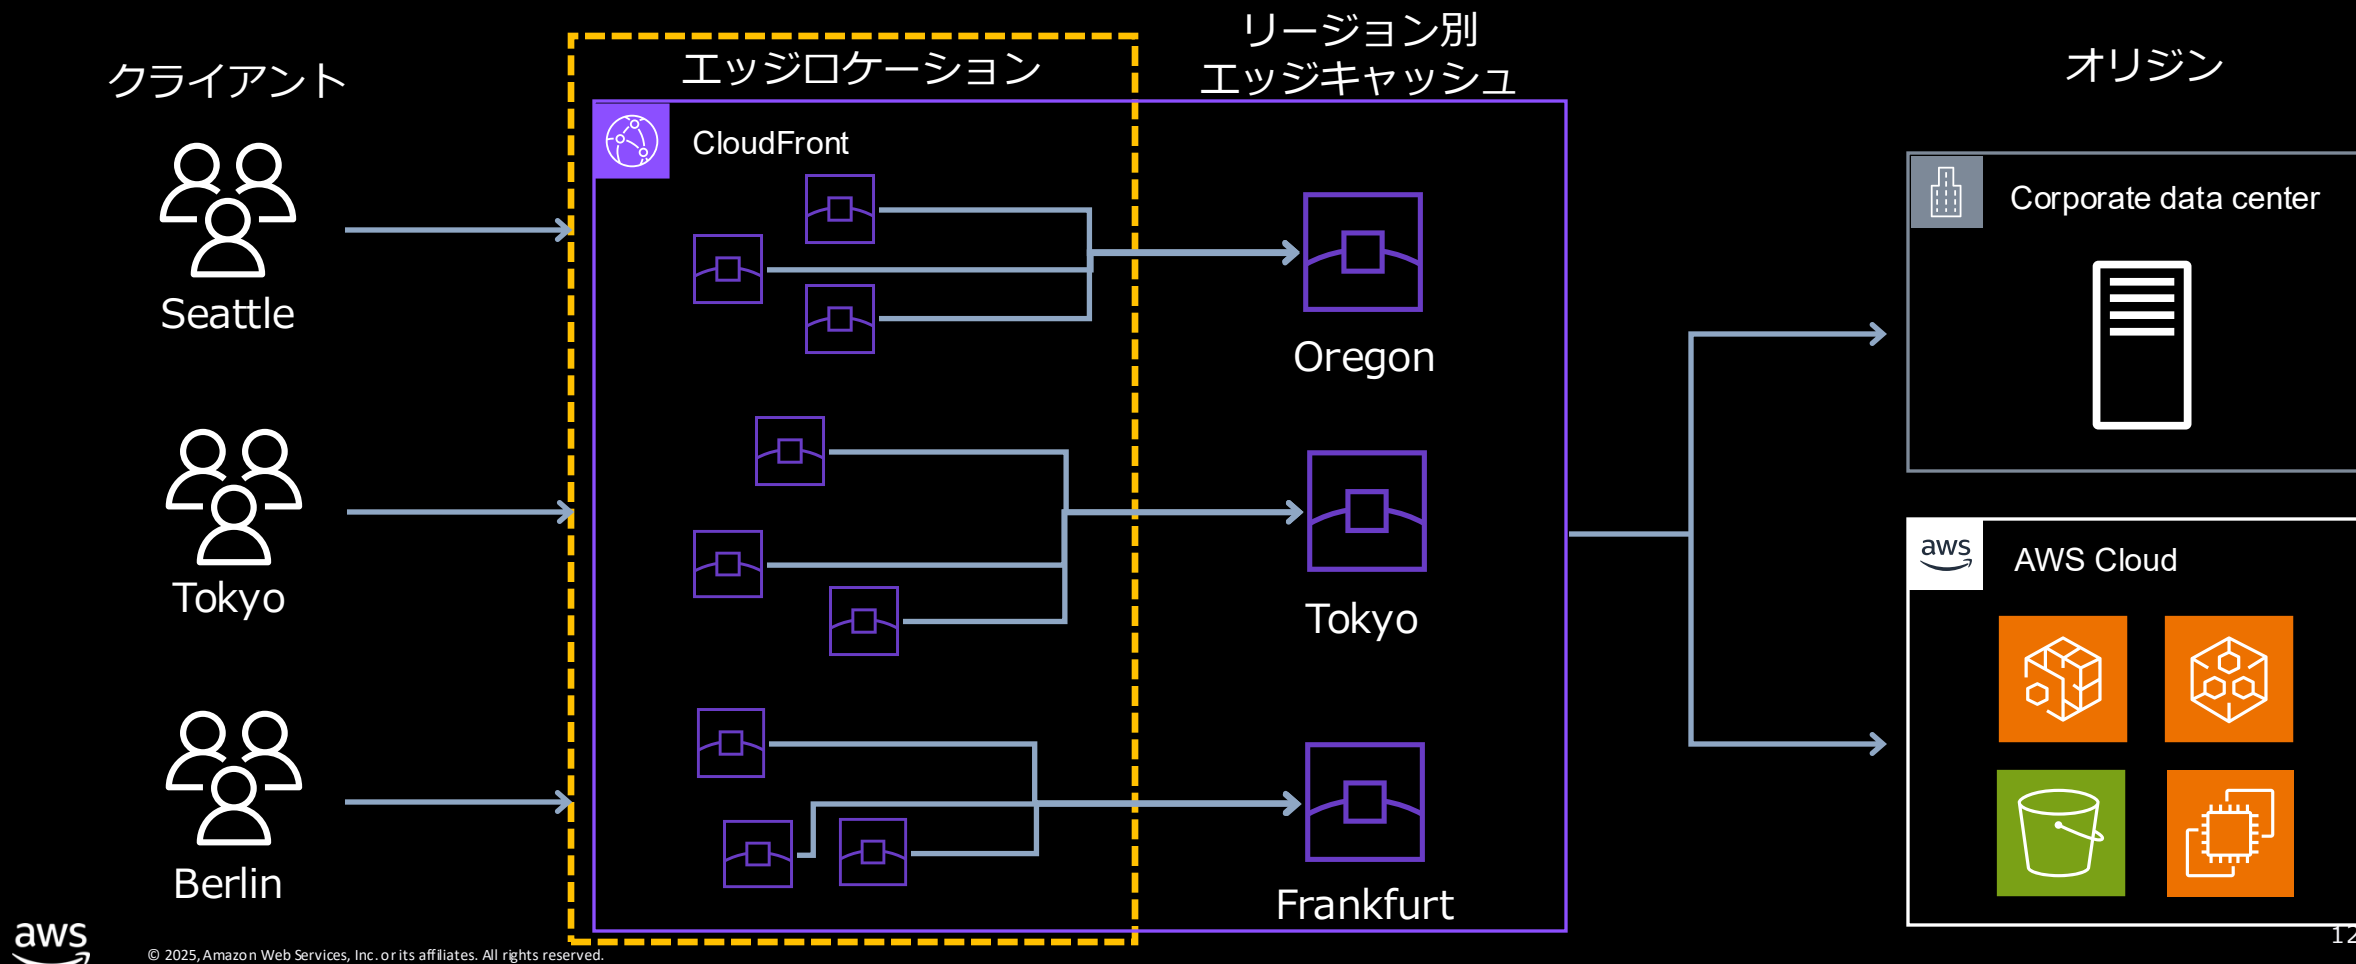 クライアント
エッジロケーション
リージョン別
エッジキャッシュ
オリジン
CloudFront
Seattle
Oregon
Corporate data center
Tokyo
Tokyo
aws
AWS Cloud
Berlin
Frankfurt
aws
© 2025, Amazon Web Services, Inc. or its affiliates. All rights reserved.
12